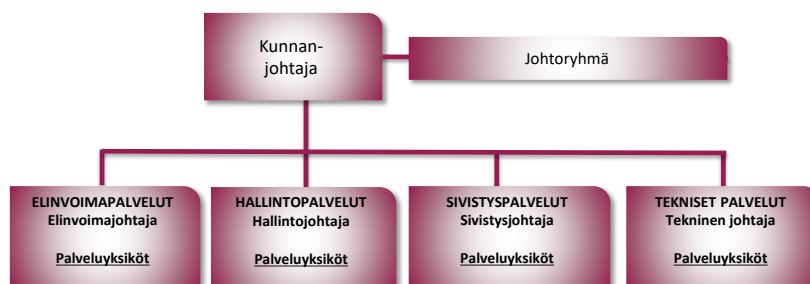 Kunnan-
johtaja
Johtoryhmä
ELINVOIMAPALVELUT
Elinvoimajohtaja
Palveluyksiköt
HALLINTOPALVELUT
Hallintojohtaja
Palveluyksiköt
SIVISTYSPALVELUT
Sivistysjohtaja
Palveluyksiköt
TEKNISET PALVELUT
Tekninen johtaja
Palveluyksiköt